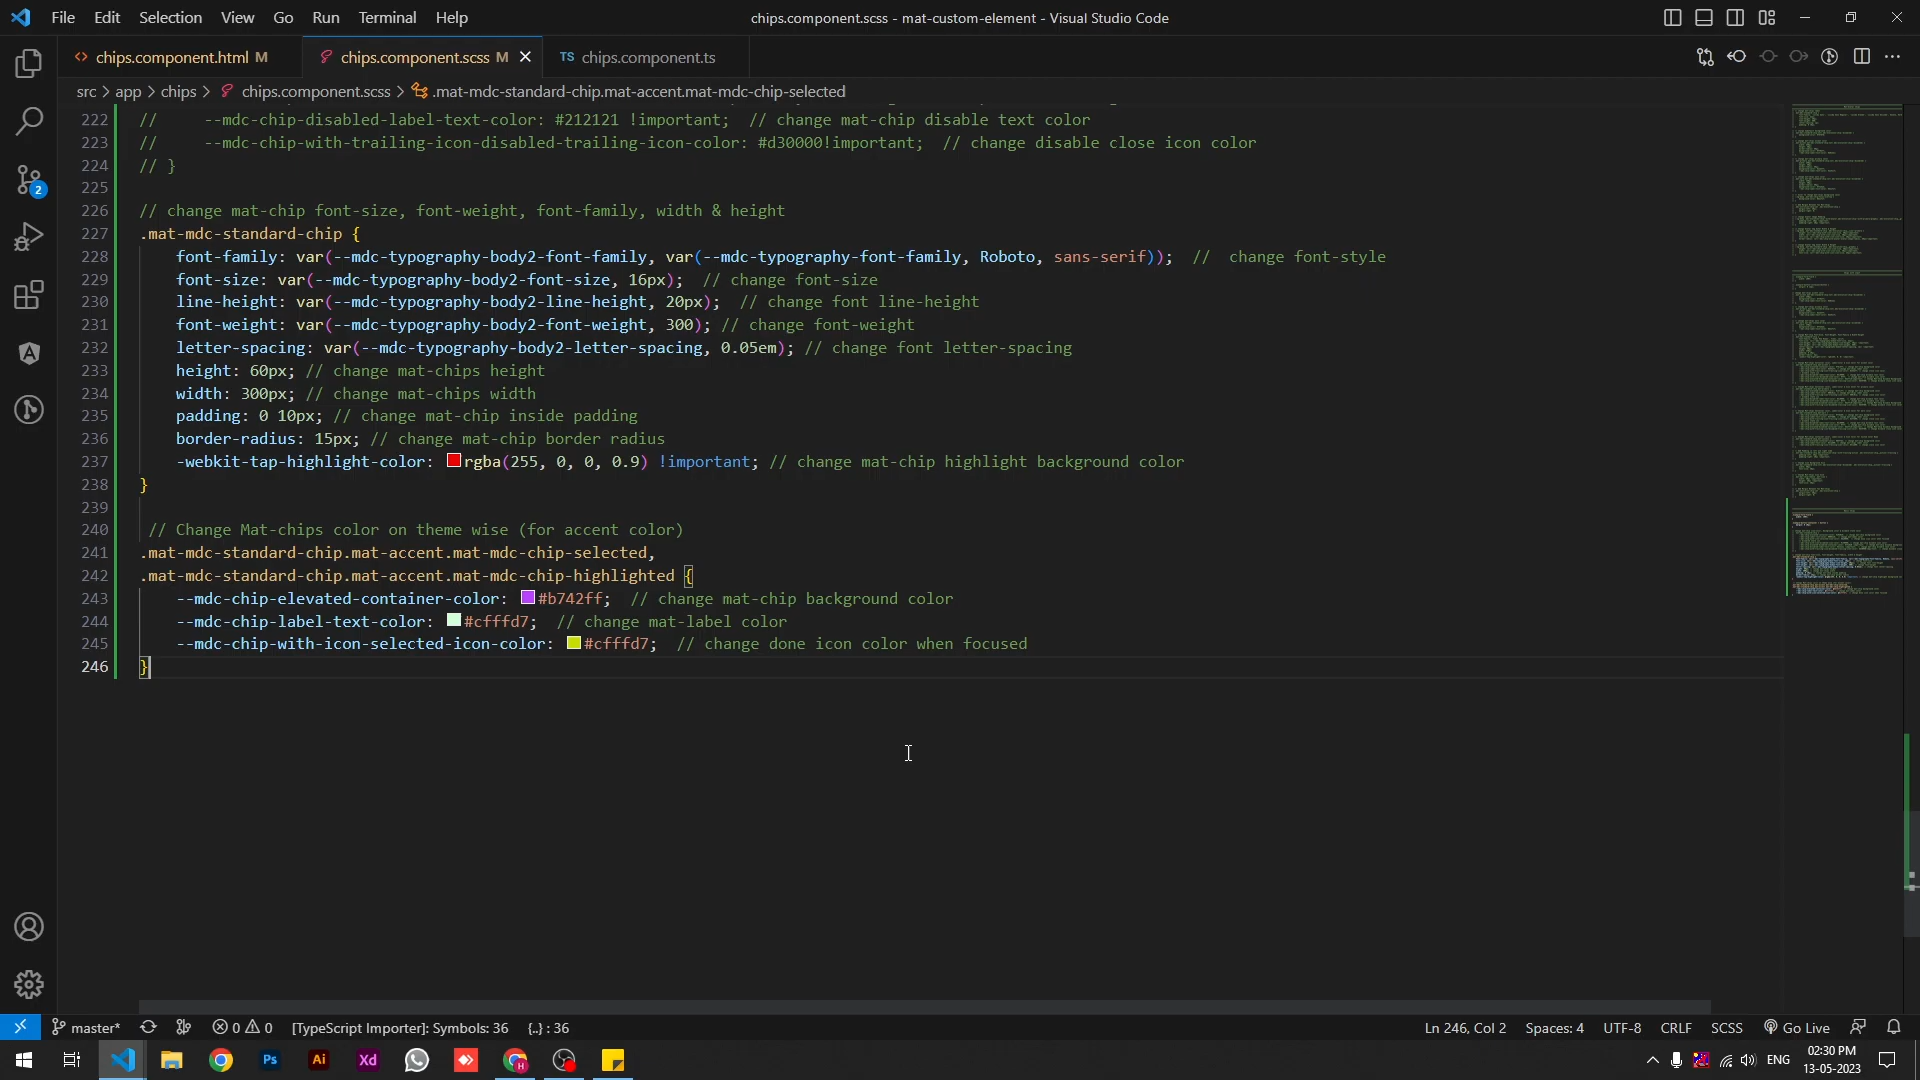 File Edit Selection View Go Run Terminal Help
chips.component.scss - mat-custom-element - Visual Studio Code
chips.component.html M
chips.component.scss M
TS chips.component.ts
src > app > chips > chips.component.scss > .mat-mdc-standard-chip.mat-accent.mat-mdc-chip-selected
222 // --mdc-chip-disabled-label-text-color: #212121 !important; // change mat-chip disable text color
223 // --mdc-chip-with-trailing-icon-disabled-trailing-icon-color: #d30000!important; // change disable close icon color
224 // }
225
226 // change mat-chip font-size, font-weight, font-family, width & height
227 .mat-mdc-standard-chip {
228 font-family: var(--mdc-typography-body2-font-family, var(--mdc-typography-font-family, Roboto, sans-serif)); // change font-style
229 font-size: var(--mdc-typography-body2-font-size, 16px); // change font-size
230 line-height: var(--mdc-typography-body2-line-height, 20px); // change font line-height
231 font-weight: var(--mdc-typography-body2-font-weight, 300); // change font-weight
232 letter-spacing: var(--mdc-typography-body2-letter-spacing, 0.05em); // change font letter-spacing
233 height: 60px; // change mat-chips height
234 width: 300px; // change mat-chips width
235 padding: 0 10px; // change mat-chip inside padding
236 border-radius: 15px; // change mat-chip border radius
237 -webkit-tap-highlight-color: rgba(255, 0, 0, 0.9) !important; // change mat-chip highlight background color
238 }
239
240 // Change Mat-chips color on theme wise (for accent color)
241 .mat-mdc-standard-chip.mat-accent.mat-mdc-chip-selected,
242 .mat-mdc-standard-chip.mat-accent.mat-mdc-chip-highlighted {
243 --mdc-chip-elevated-container-color: #b742ff; // change mat-chip background color
244 --mdc-chip-label-text-color: #cfffd7; // change mat-label color
245 --mdc-chip-with-icon-selected-icon-color: #cfffd7; // change done icon color when focused
246 }
2
master* 0 0 [TypeScript Importer]: Symbols: 36 {..} : 36
Ln 246, Col 2 Spaces: 4 UTF-8 CRLF SCSS Go Live
Ps Ai Xd H
ENG
02:30 PM
13-05-2023